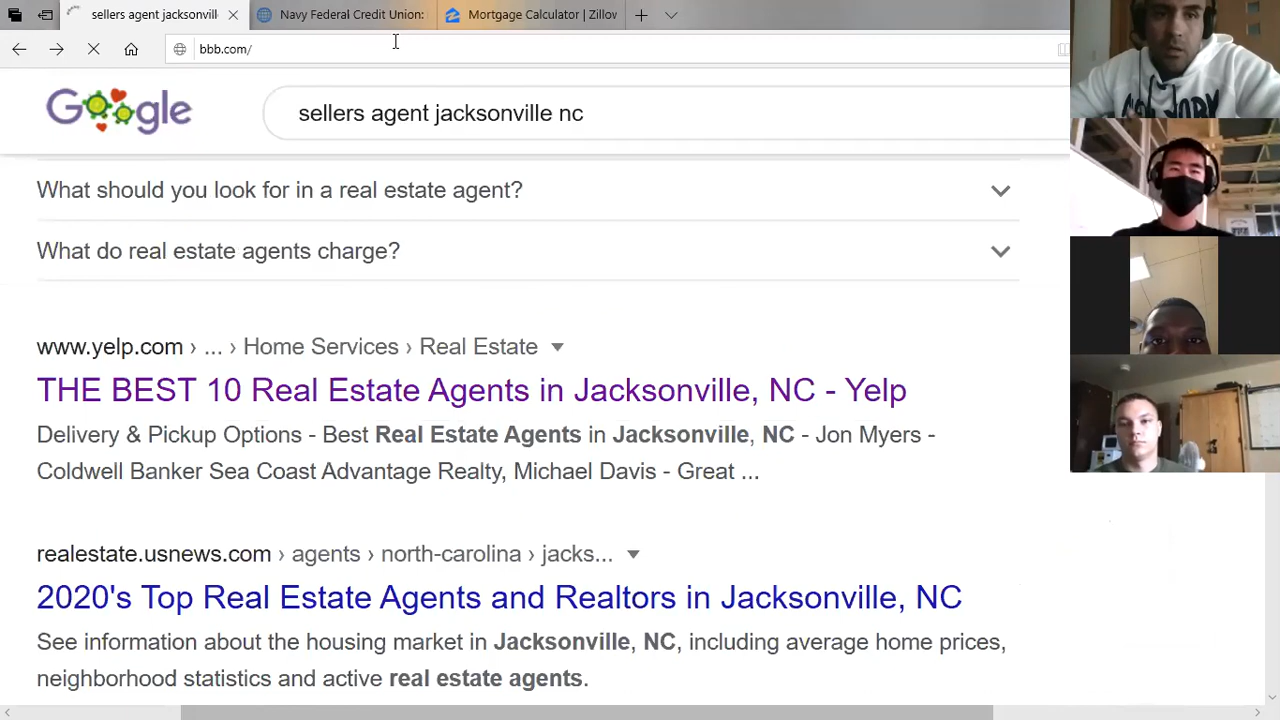 sellers agent jacksonvill
Navy Federal Credit Union:
Mortgage Calculator | Zillow
bbb.com/
Google
sellers agent jacksonville nc
What should you look for in a real estate agent?
What do real estate agents charge?
www.yelp.com › ... › Home Services › Real Estate
THE BEST 10 Real Estate Agents in Jacksonville, NC - Yelp
Delivery & Pickup Options - Best Real Estate Agents in Jacksonville, NC - Jon Myers -
Coldwell Banker Sea Coast Advantage Realty, Michael Davis - Great ...
realestate.usnews.com › agents › north-carolina › jacks...
2020's Top Real Estate Agents and Realtors in Jacksonville, NC
See information about the housing market in Jacksonville, NC, including average home prices,
neighborhood statistics and active real estate agents.